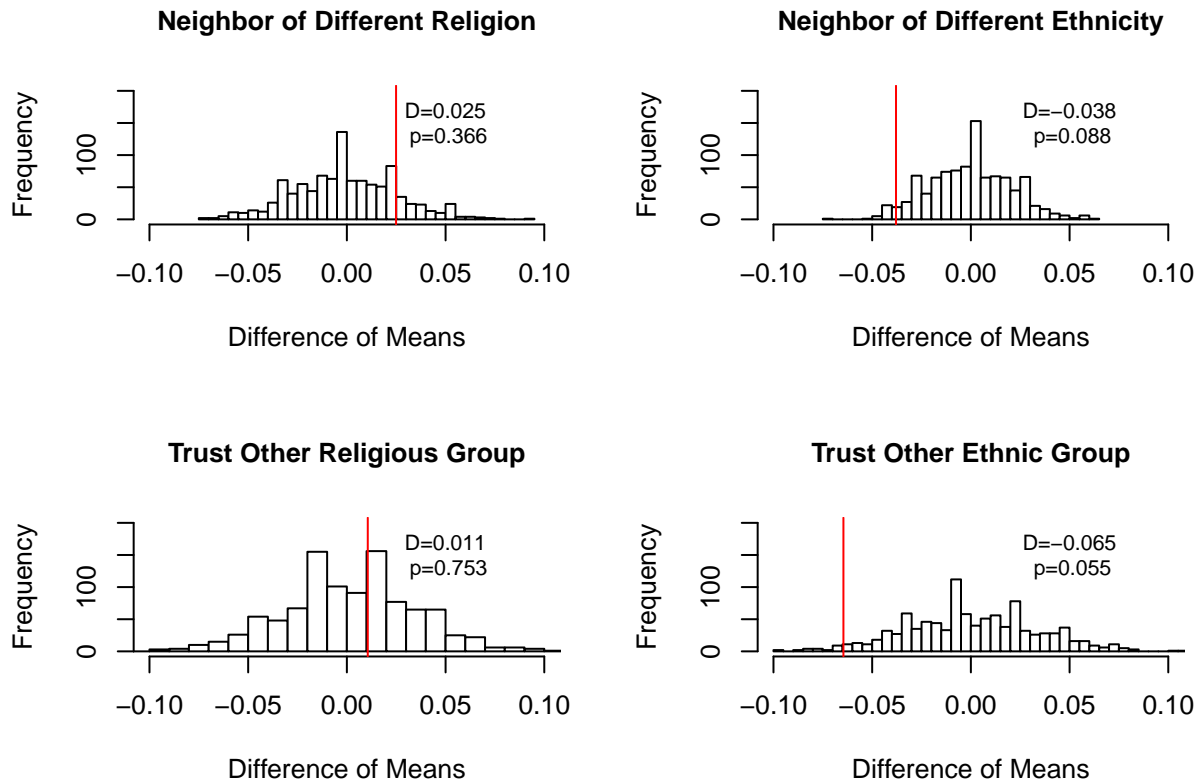 Neighbor of Different Religion
Frequency
0
100
D=0.025
p=0.366
−0.10 −0.05 0.00 0.05 0.10
Difference of Means
Neighbor of Different Ethnicity
Frequency
0
100
D=−0.038
p=0.088
−0.10 −0.05 0.00 0.05 0.10
Difference of Means
Trust Other Religious Group
Frequency
0
100
D=0.011
p=0.753
−0.10 −0.05 0.00 0.05 0.10
Difference of Means
Trust Other Ethnic Group
Frequency
0
100
D=−0.065
p=0.055
−0.10 −0.05 0.00 0.05 0.10
Difference of Means